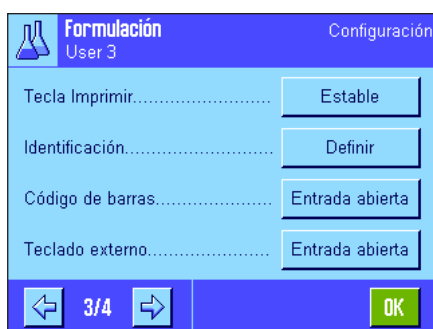 Formulación
Configuración
User 3
Tecla Imprimir.......................... Estable
Identificación........................... Definir
Código de barras..................... Entrada abierta
Teclado externo...................... Entrada abierta
3/4
OK